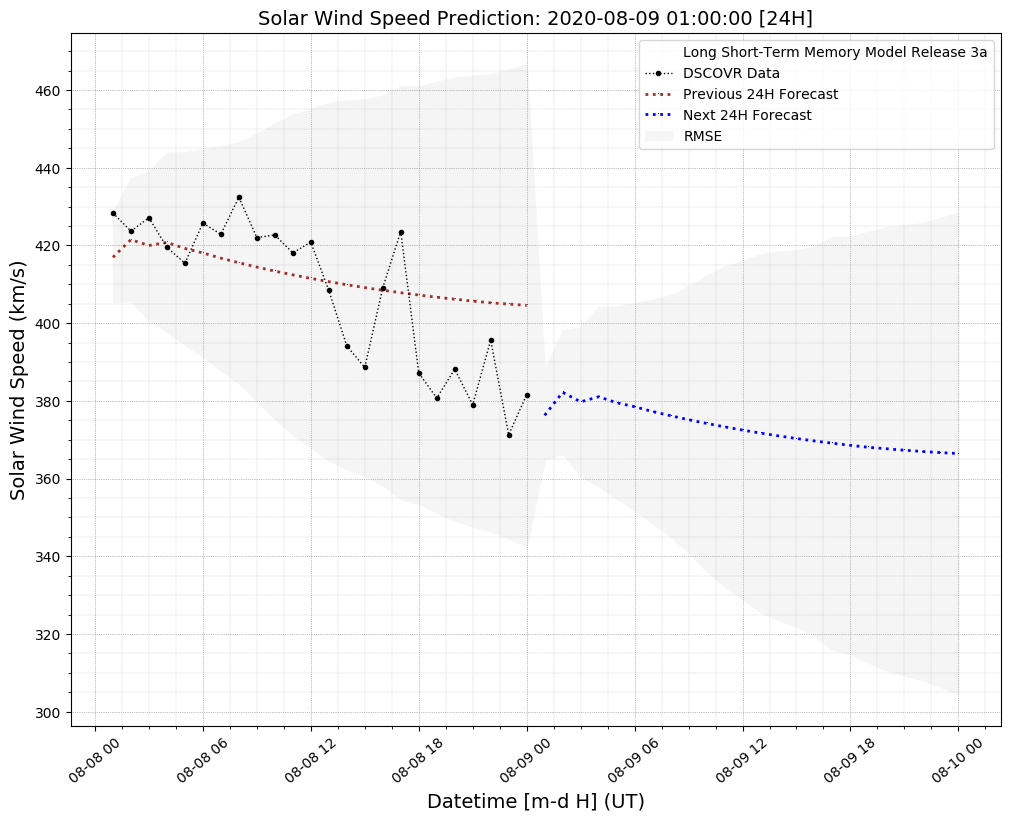 Solar Wind Speed Prediction: 2020-08-09 01:00:00 [24H]
Long Short-Term Memory Model Release 3a
DSCOVR Data
Previous 24H Forecast
Next 24H Forecast
RMSE
Solar Wind Speed (km/s)
460
440
420
400
380
360
340
320
300
08-08 00
08-08 06
08-08 12
08-08 18
08-09 00
08-09 06
08-09 12
08-09 18
08-10 00
Datetime [m-d H] (UT)